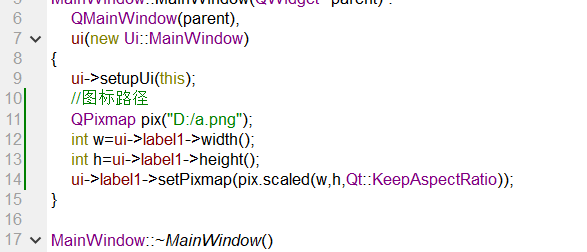 5 MainWindow::MainWindow(QWidget *parent) :
6 QMainWindow(parent),
7 ui(new Ui::MainWindow)
8 {
9 ui->setupUi(this);
10 //图标路径
11 QPixmap pix("D:/a.png");
12 int w=ui->label1->width();
13 int h=ui->label1->height();
14 ui->label1->setPixmap(pix.scaled(w,h,Qt::KeepAspectRatio));
15 }
16
17 MainWindow::~MainWindow()